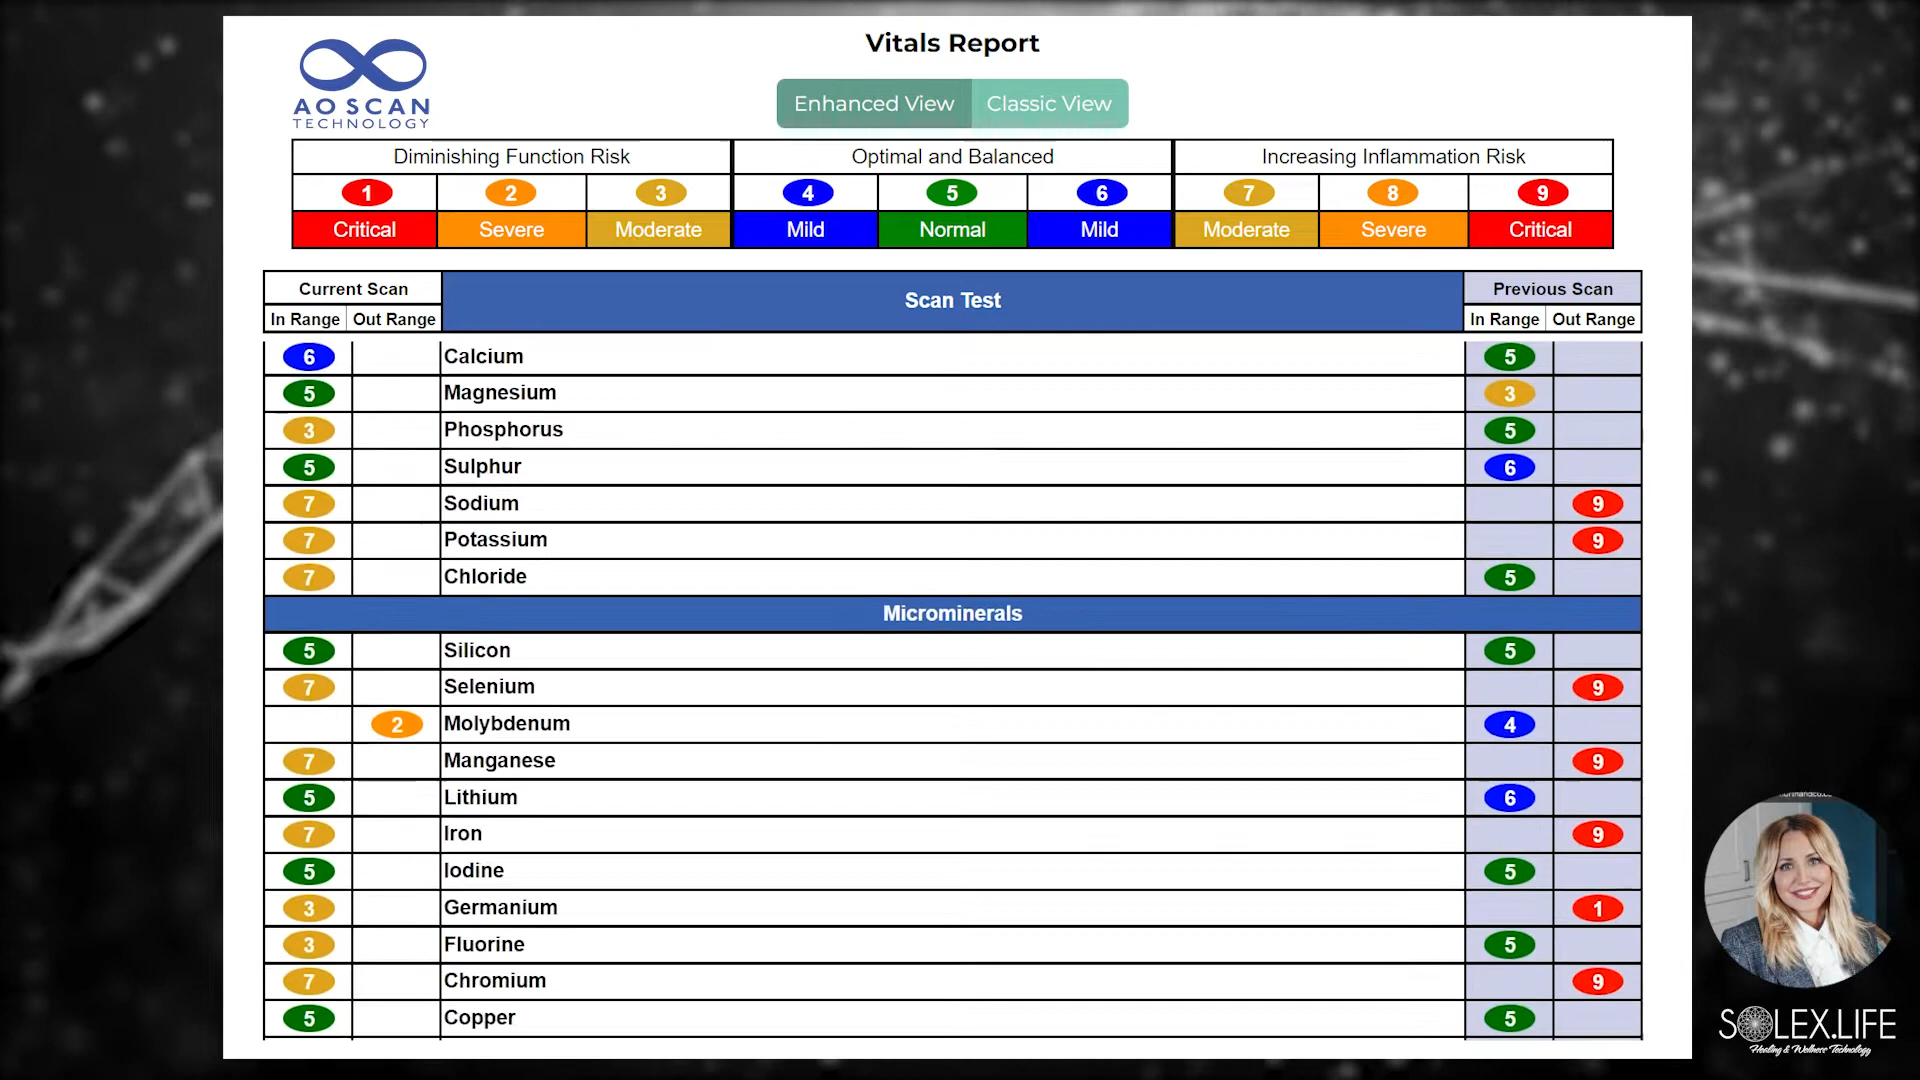 Vitals Report
AO SCAN
TECHNOLOGY
Enhanced View Classic View
Diminishing Function Risk Optimal and Balanced Increasing Inflammation Risk
1 2 3 4 5 6 7 8 9
Critical Severe Moderate Mild Normal Mild Moderate Severe Critical
Current Scan Scan Test Previous Scan
In Range Out Range In Range Out Range
6 Calcium 5
5 Magnesium 3
3 Phosphorus 5
5 Sulphur 6
7 Sodium 9
7 Potassium 9
7 Chloride 5
Microminerals
5 Silicon 5
7 Selenium 9
2 Molybdenum 4
7 Manganese 9
5 Lithium 6
7 Iron 9
5 Iodine 5
3 Germanium 1
3 Fluorine 5
7 Chromium 9
5 Copper 5
SOLEX.LIFE
Healing & Wellness Technology